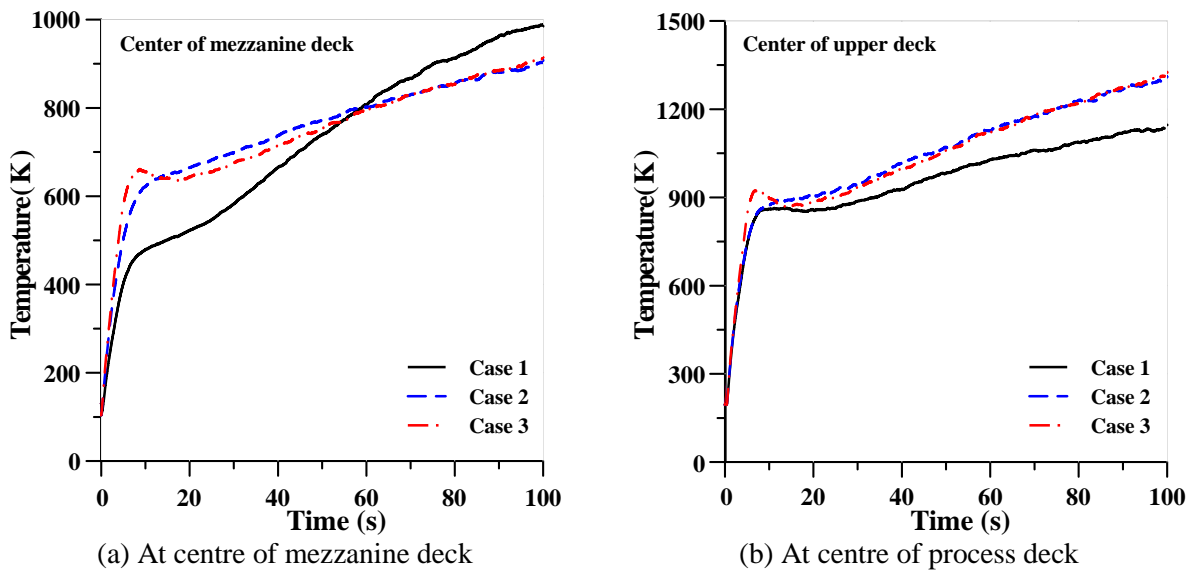 1000
800
600
400
200
0
Temperature( K)
Center of mezzanine deck
Case 1
Case 2
Case 3
0 20 40 60 80 100
Time (s)
(a) At centre of mezzanine deck
1500
1200
900
600
300
0
Temperature( K)
Center of upper deck
Case 1
Case 2
Case 3
0 20 40 60 80 100
Time (s)
(b) At centre of process deck